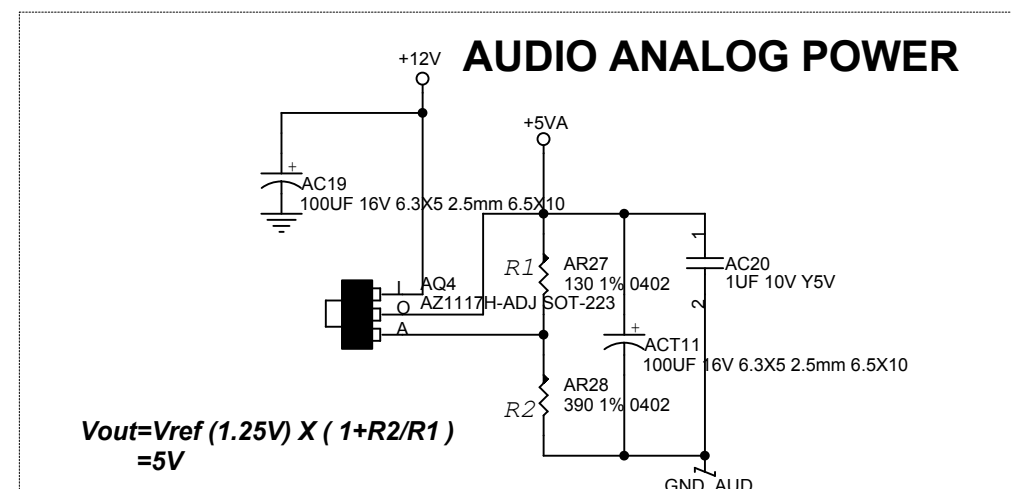 AUDIO ANALOG POWER
+12V
+5VA
+
AC19
100UF 16V 6.3X5 2.5mm 6.5X10
I
O
A
AQ4
AZ1117H-ADJ SOT-223
R1
AR27
130 1% 0402
1
2
AC20
1UF 10V Y5V
+
ACT11
100UF 16V 6.3X5 2.5mm 6.5X10
R2
AR28
390 1% 0402
Vout=Vref (1.25V) X ( 1+R2/R1 )
=5V
GND_AUD